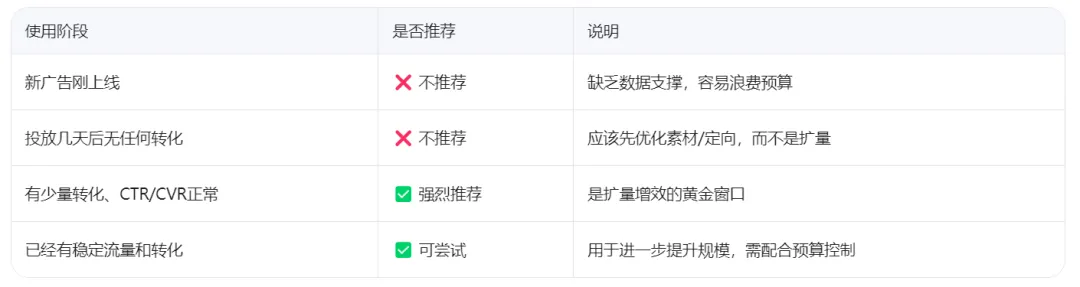 使用阶段 是否推荐 说明
新广告刚上线 ❌ 不推荐 缺乏数据支撑，容易浪费预算
投放几天后无任何转化 ❌ 不推荐 应该先优化素材/定向，而不是扩量
有少量转化、CTR/CVR正常 ✅ 强烈推荐 是扩量增效的黄金窗口
已经有稳定流量和转化 ✅ 可尝试 用于进一步提升规模，需配合预算控制